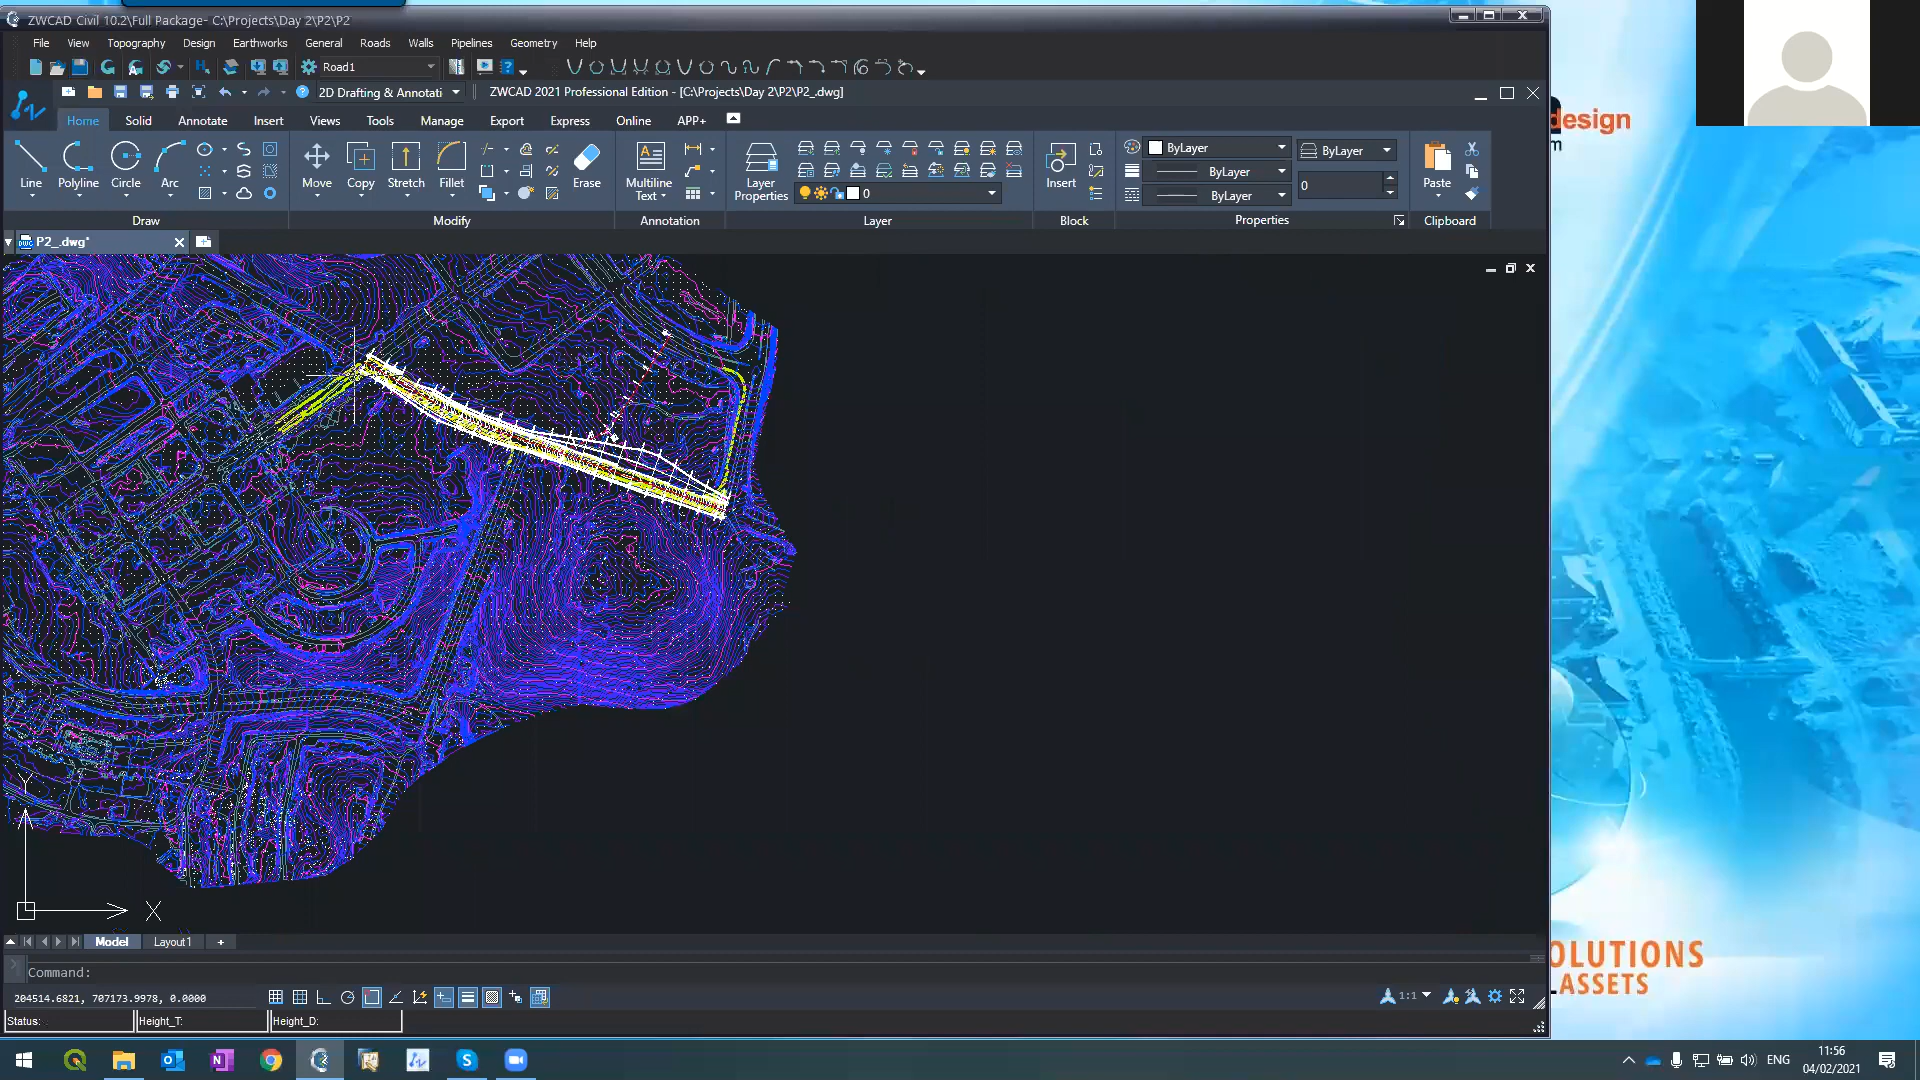 ZWCAD Civil 10.2\Full Package- C:\Projects\Day 2\P2\P2
File View Topography Design Earthworks General Roads Walls Pipelines Geometry Help
Road1
2D Drafting & Annotati
ZWCAD 2021 Professional Edition - [C:\Projects\Day 2\P2\P2_.dwg]
Home Solid Annotate Insert Views Tools Manage Export Express Online APP+
ByLayer
ByLayer
ByLayer
ByLayer
0
0
Line Polyline Circle Arc Move Copy Stretch Fillet Erase Multiline Text Layer Properties Insert Paste
Draw Modify Annotation Layer Block Properties Clipboard
P2_.dwg*
design
m
Y
X
Model Layout1 +
Command:
204514.6821, 707173.9978, 0.0000
1:1
Status: Height_T: Height_D:
OLUTIONS
ASSETS
ENG
11:56
04/02/2021